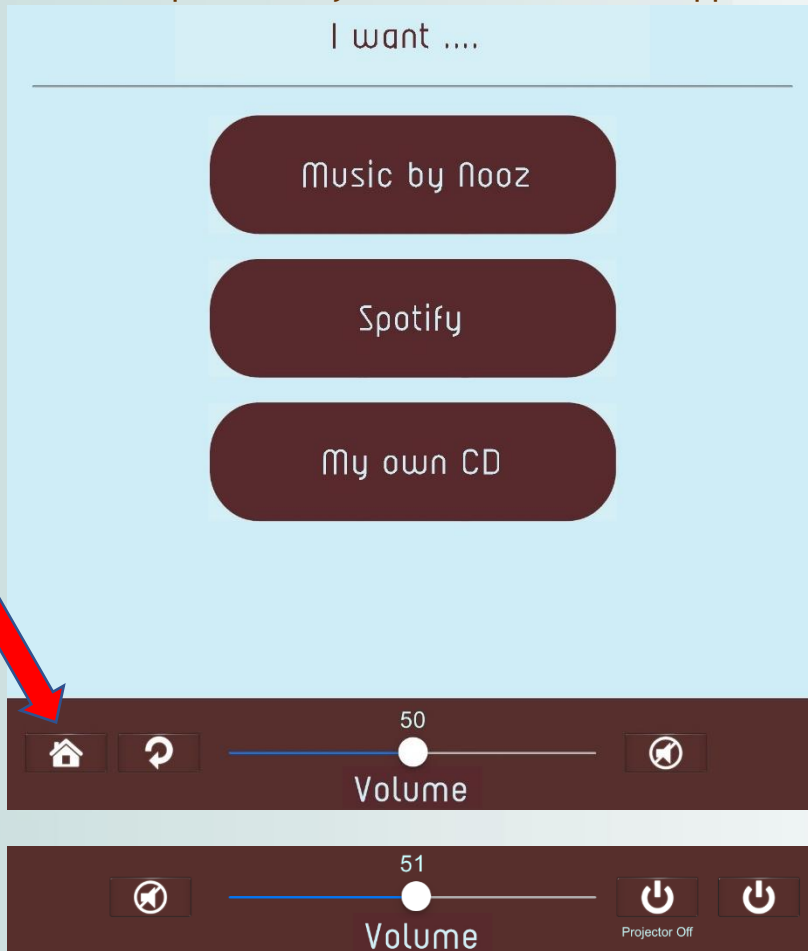 I want ....
Music by Nooz
Spotify
My own CD
50
Volume
51
Volume
Projector Off